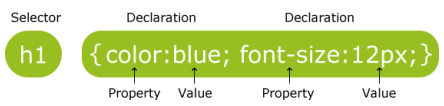 Selector Declaration Declaration
h1 {color:blue; font-size:12px;}
Property Value Property Value